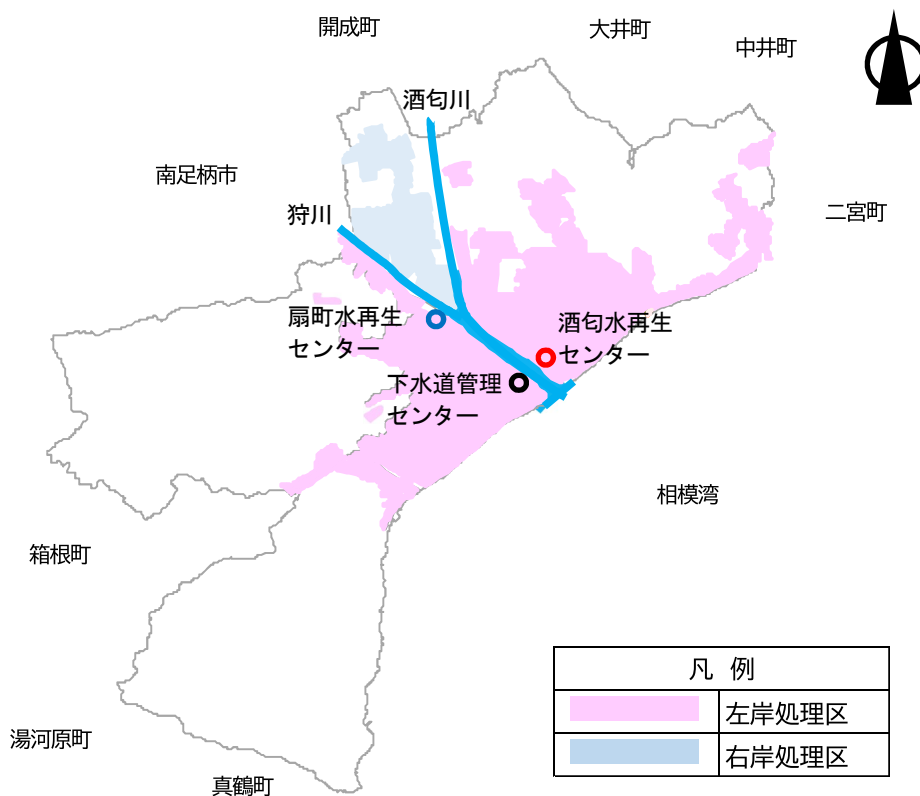 開成町
大井町
中井町
酒匂川
南足柄市
狩川
二宮町
扇町水再生
センター
酒匂水再生
センター
下水道管理
センター
相模湾
箱根町
湯河原町
真鶴町
凡 例
左岸処理区
右岸処理区